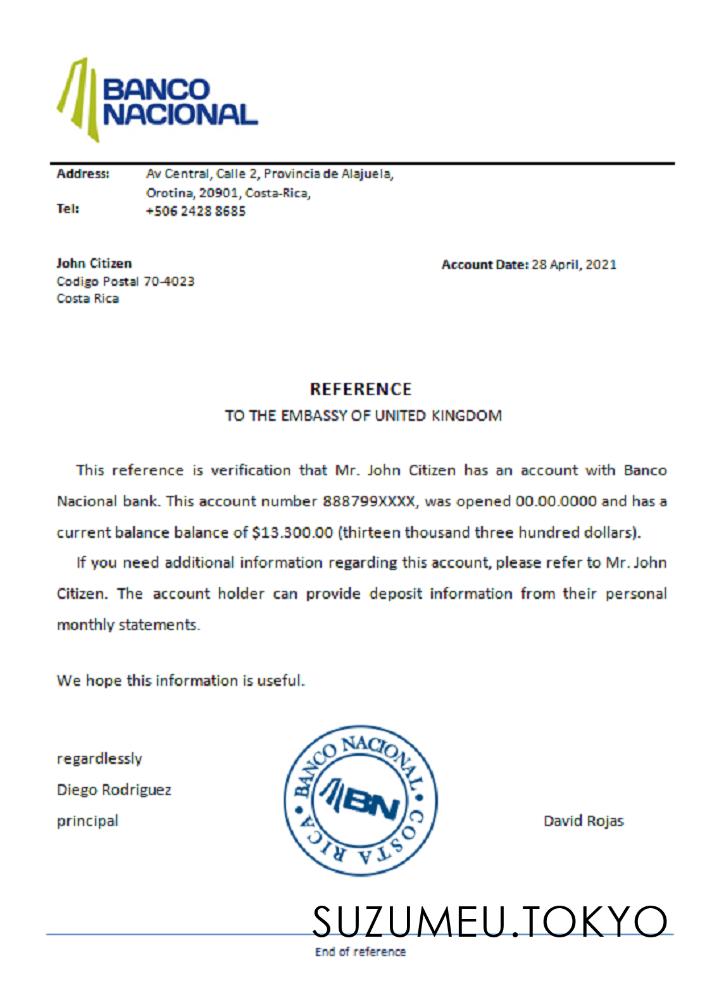 BANCO
NACIONAL
Address: Av Central, Calle 2, Provincia de Alajuela,
Orotina, 20901, Costa-Rica,
Tel: +506 2428 8685
John Citizen
Codigo Postal 70-4023
Costa Rica
Account Date: 28 April, 2021
REFERENCE
TO THE EMBASSY OF UNITED KINGDOM
This reference is verification that Mr. John Citizen has an account with Banco
Nacional bank. This account number 888799XXXX, was opened 00.00.0000 and has a
current balance balance of $13.300.00 (thirteen thousand three hundred dollars).
If you need additional information regarding this account, please refer to Mr. John
Citizen. The account holder can provide deposit information from their personal
monthly statements.
We hope this information is useful.
regardlessly
Diego Rodriguez
principal
BANCO NACIONAL
BN
COSTA RICA
David Rojas
SUZUMEU.TOKYO
End of reference